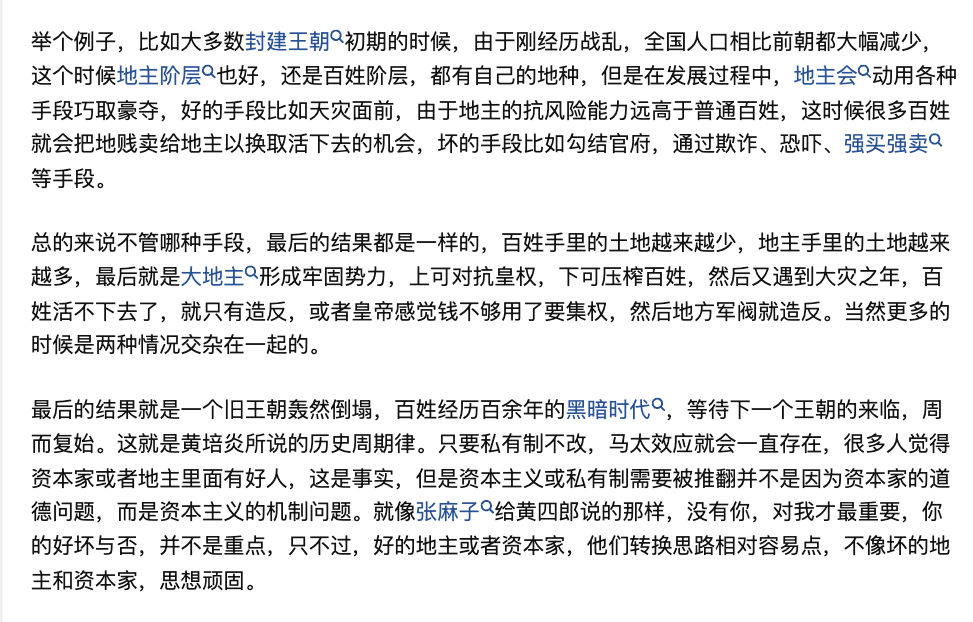 举个例子，比如大多数封建王朝初期的时候，由于刚经历战乱，全国人口相比前朝都大幅减少，
这个时候地主阶层也好，还是百姓阶层，都有自己的地种，但是在发展过程中，地主会动用各种
手段巧取豪夺，好的手段比如天灾面前，由于地主的抗风险能力远高于普通百姓，这时候很多百姓
就会把地贱卖给地主以换取活下去的机会，坏的手段比如勾结官府，通过欺诈、恐吓、强买强卖
等手段。
总的来说不管哪种手段，最后的结果都是一样的，百姓手里的土地越来越少，地主手里的土地越来
越多，最后就是大地主形成牢固势力，上可对抗皇权，下可压榨百姓，然后又遇到大灾之年，百
姓活不下去了，就只有造反，或者皇帝感觉钱不够用了要集权，然后地方军阀就造反。当然更多的
时候是两种情况交杂在一起的。
最后的结果就是一个旧王朝轰然倒塌，百姓经历百余年的黑暗时代，等待下一个王朝的来临，周
而复始。这就是黄培炎所说的历史周期律。只要私有制不改，马太效应就会一直存在，很多人觉得
资本家或者地主里面有好人，这是事实，但是资本主义或私有制需要被推翻并不是因为资本家的道
德问题，而是资本主义的机制问题。就像张麻子给黄四郎说的那样，没有你，对我才最重要，你
的好坏与否，并不是重点，只不过，好的地主或者资本家，他们转换思路相对容易点，不像坏的地
主和资本家，思想顽固。